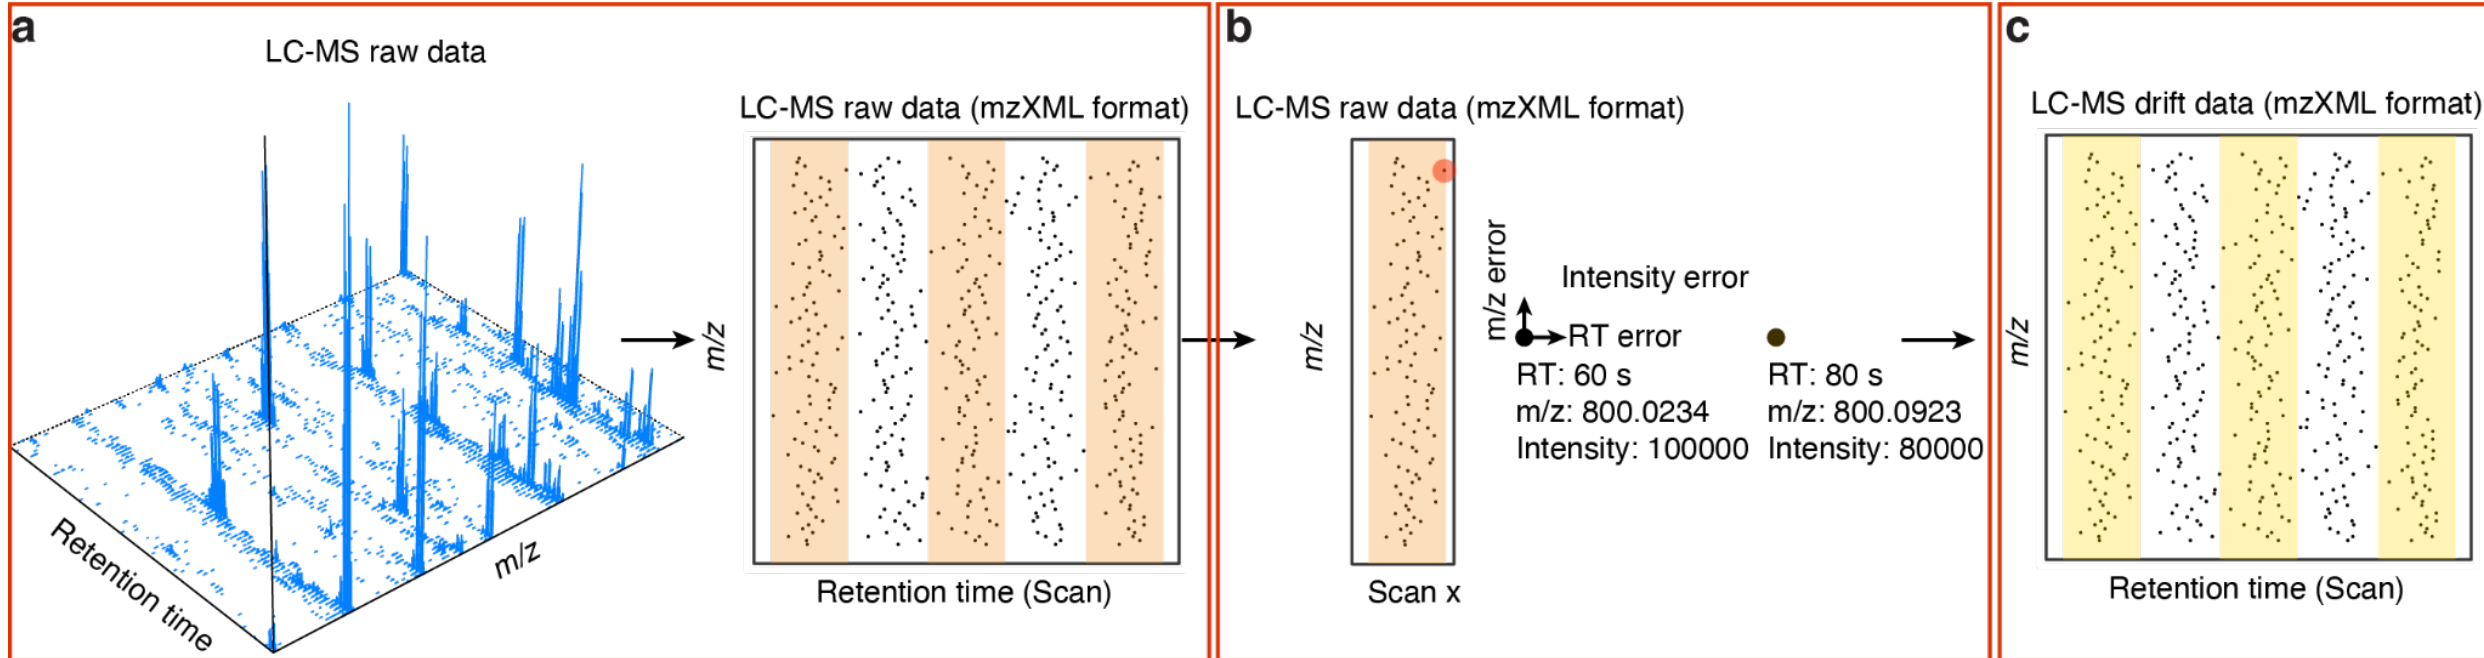 a
LC-MS raw data
Retention time
m/z
LC-MS raw data (mzXML format)
m/z
Retention time (Scan)
b
LC-MS raw data (mzXML format)
m/z
Scan x
m/z error
Intensity error
RT error
RT: 60 s
m/z: 800.0234
Intensity: 100000
RT: 80 s
m/z: 800.0923
Intensity: 80000
c
LC-MS drift data (mzXML format)
m/z
Retention time (Scan)